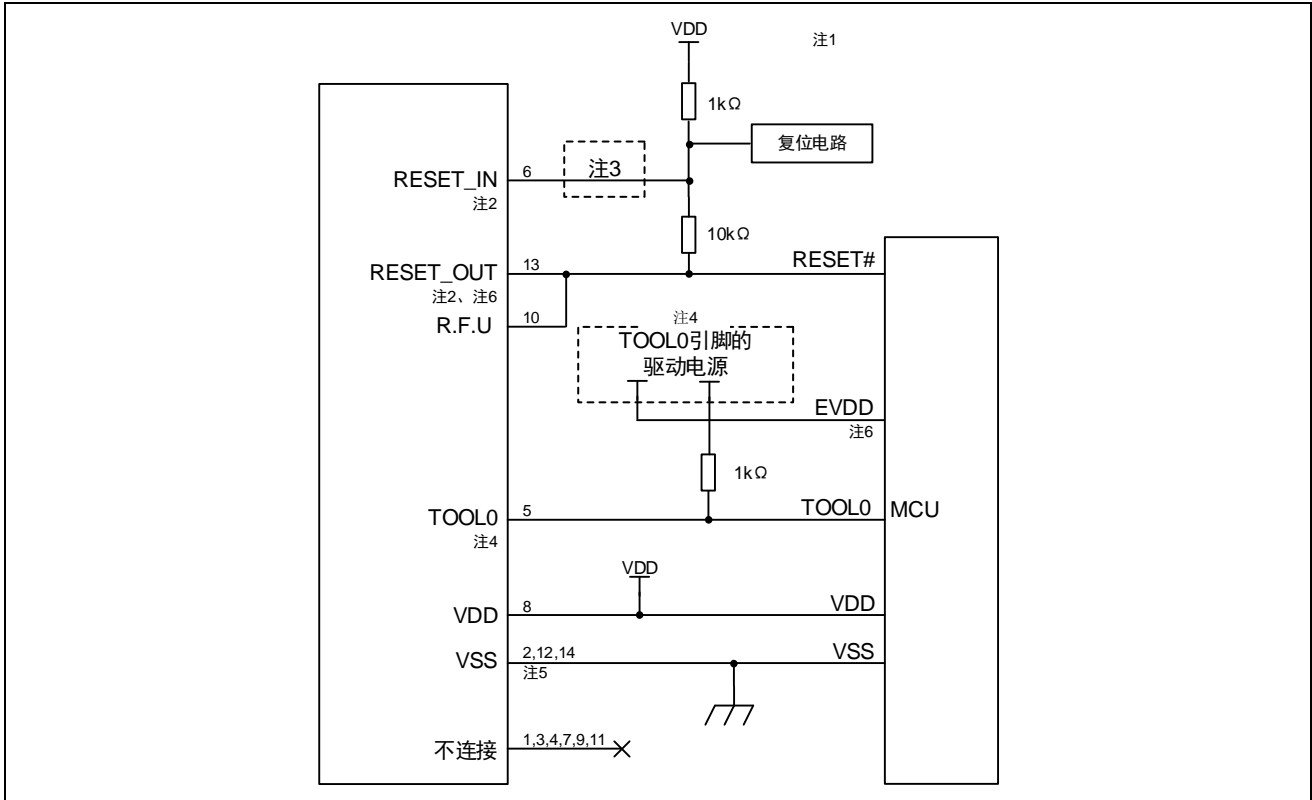 VDD
注1
1kΩ
复位电路
RESET_IN
6
注3
注2
10kΩ
RESET_OUT
13
RESET#
注2、注6
R.F.U
10
注4
TOOL0引脚的
驱动电源
EVDD
注6
1kΩ
TOOL0
5
TOOL0
MCU
注4
VDD
VDD
8
VDD
VSS
2,12,14
VSS
注5
不连接
1,3,4,7,9,11